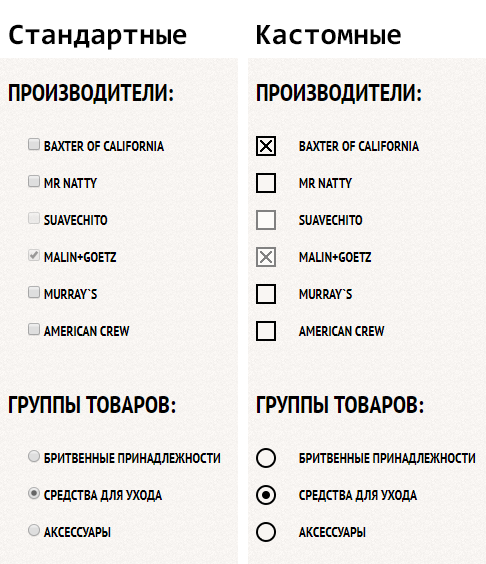 Стандартные
ПРОИЗВОДИТЕЛИ:
BAXTER OF CALIFORNIA
MR NATTY
SUAVECHITO
MALIN+GOETZ
MURRAY`S
AMERICAN CREW
ГРУППЫ ТОВАРОВ:
БРИТВЕННЫЕ ПРИНАДЛЕЖНОСТИ
СРЕДСТВА ДЛЯ УХОДА
АКСЕССУАРЫ
Кастомные
ПРОИЗВОДИТЕЛИ:
BAXTER OF CALIFORNIA
MR NATTY
SUAVECHITO
MALIN+GOETZ
MURRAY`S
AMERICAN CREW
ГРУППЫ ТОВАРОВ:
БРИТВЕННЫЕ ПРИНАДЛЕЖНОСТИ
СРЕДСТВА ДЛЯ УХОДА
АКСЕССУАРЫ